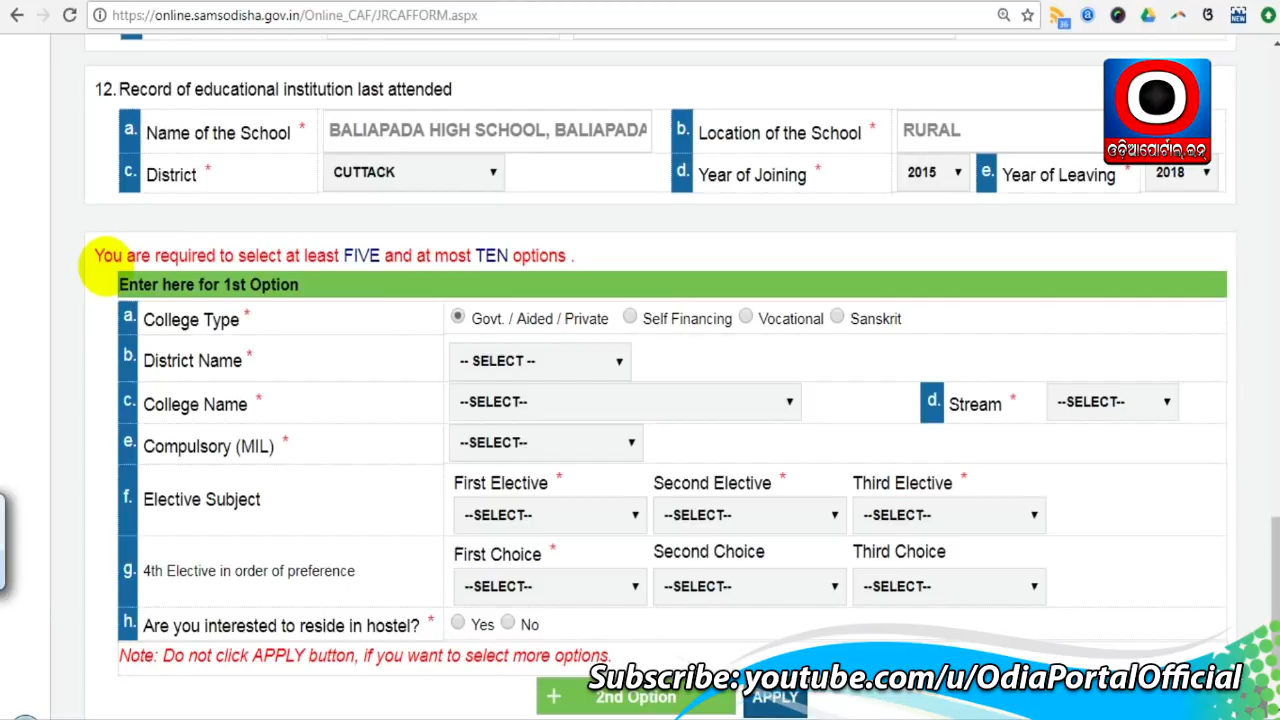 https://online.samsodisha.gov.in/Online_CAF/JRCAFFORM.aspx
36
NEW
12. Record of educational institution last attended
a. Name of the School * BALIAPADA HIGH SCHOOL, BALIAPADA b. Location of the School * RURAL
ଓଡ଼ିଆପୋର୍ଟାଲ୍.ଇନ୍
c. District * CUTTACK d. Year of Joining * 2015 e. Year of Leaving * 2018
You are required to select at least FIVE and at most TEN options .
Enter here for 1st Option
a. College Type * Govt. / Aided / Private Self Financing Vocational Sanskrit
b. District Name * -- SELECT --
c. College Name * --SELECT-- d. Stream * --SELECT--
e. Compulsory (MIL) * --SELECT--
First Elective * Second Elective * Third Elective *
f. Elective Subject --SELECT-- --SELECT-- --SELECT--
First Choice * Second Choice Third Choice
g. 4th Elective in order of preference --SELECT-- --SELECT-- --SELECT--
h. Are you interested to reside in hostel? * Yes No
Note: Do not click APPLY button, if you want to select more options.
Subscribe: youtube.com/u/OdiaPortalOfficial
+ 2nd Option APPLY